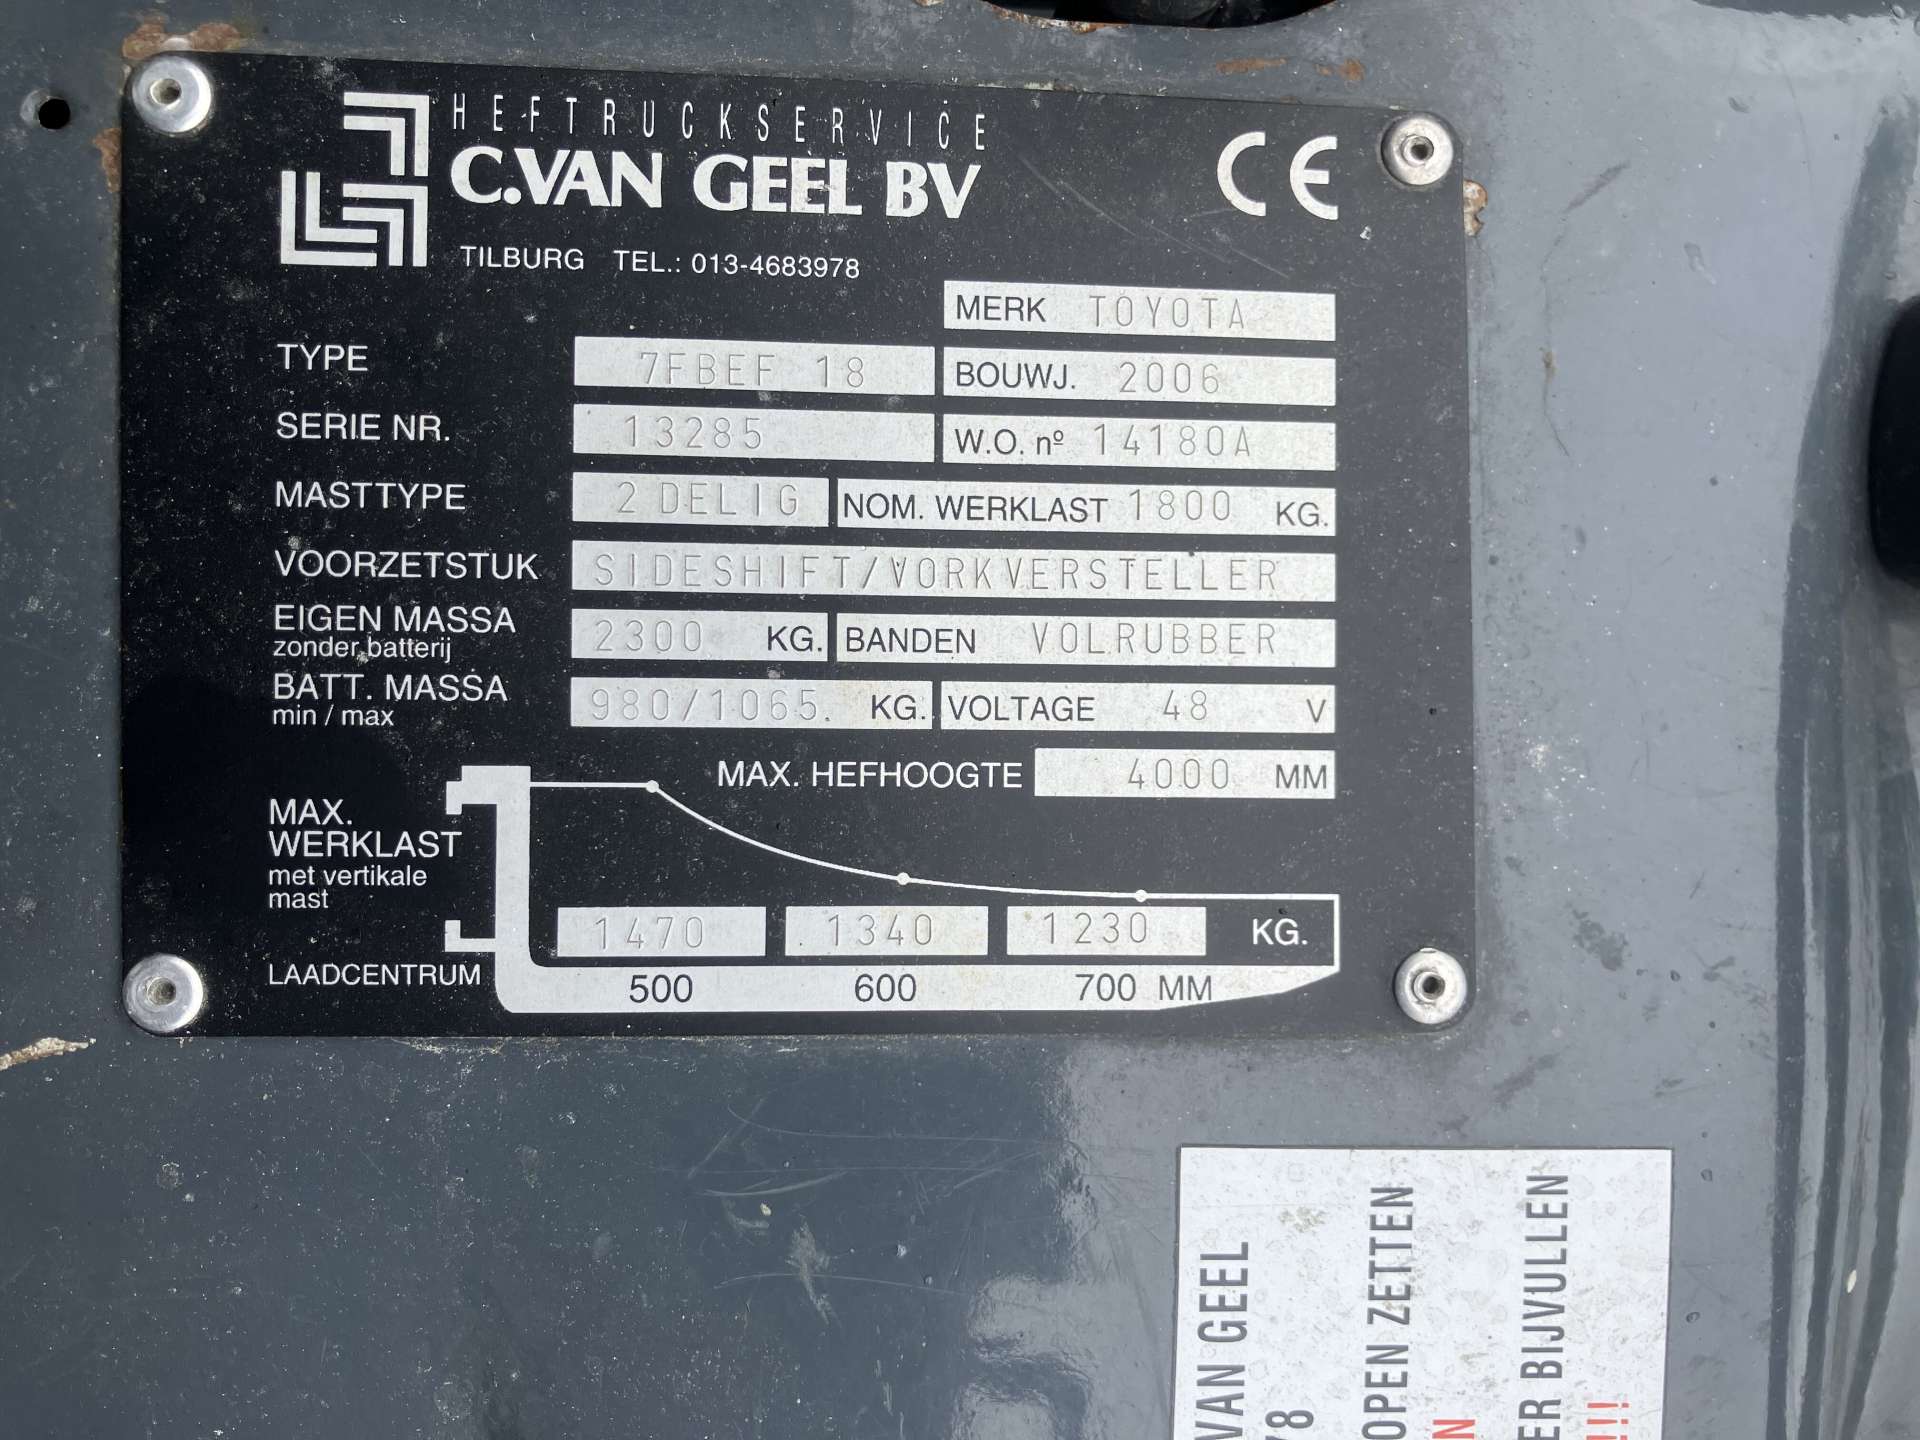 HEFTRUCKSERVICE
C.VAN GEEL BV
TILBURG TEL.: 013-4683978
CE
MERK TOYOTA
TYPE 7FBEF 18 BOUWJ. 2006
SERIE NR. 13285 W.O. nº 14180A
MASTTYPE 2 DELIG NOM. WERKLAST 1800 KG.
VOORZETSTUK SIDESHIFT/VORKVERSTELLER
EIGEN MASSA 2300 KG. BANDEN VOLRUBBER
zonder batterij
BATT. MASSA 980/1065. KG. VOLTAGE 48 V
min / max
MAX. HEFHOOGTE 4000 MM
MAX.
WERKLAST
met vertikale
mast
1470 1340 1230 KG.
LAADCENTRUM 500 600 700 MM
VAN GEEL
78
OPEN ZETTEN
N
ER BIJVULLEN
!!!